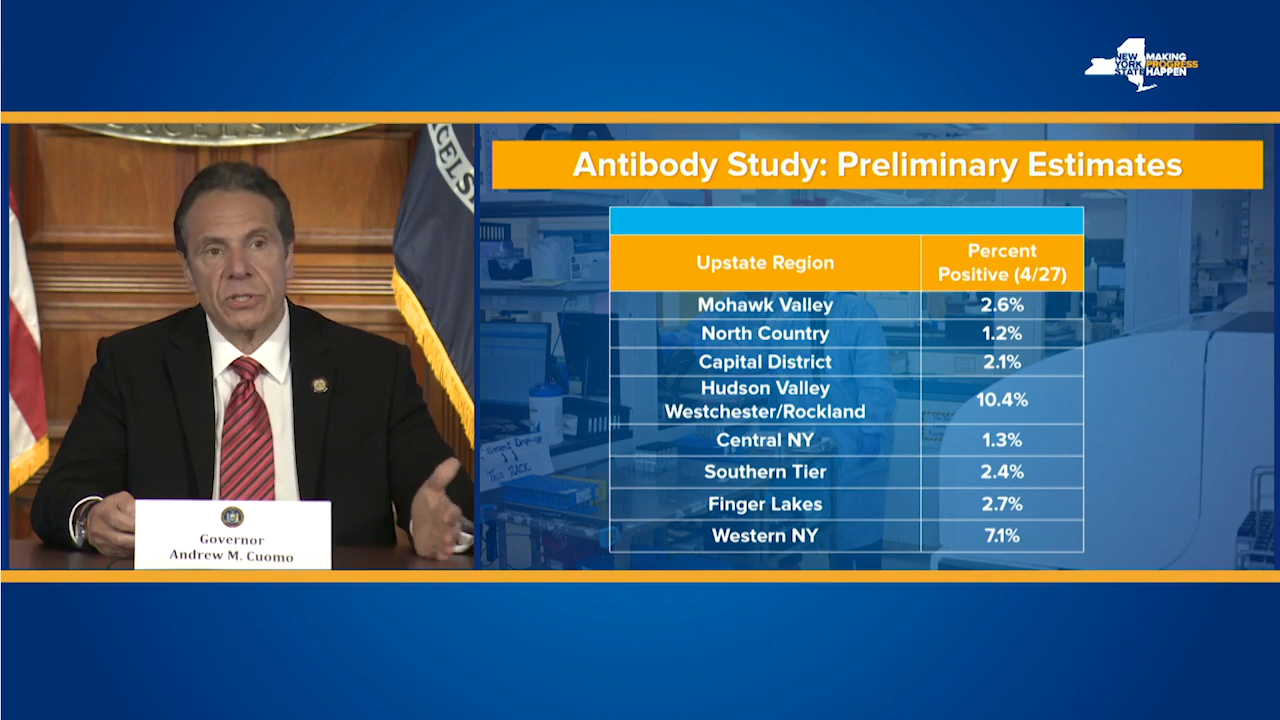 NEW
YORK
STATE
MAKING
PROGRESS
HAPPEN
EXCELSIOR
Antibody Study: Preliminary Estimates
Upstate Region
Percent
Positive (4/27)
Mohawk Valley 2.6%
North Country 1.2%
Capital District 2.1%
Hudson Valley
Westchester/Rockland 10.4%
Central NY 1.3%
Southern Tier 2.4%
Finger Lakes 2.7%
Western NY 7.1%
Governor
Andrew M. Cuomo